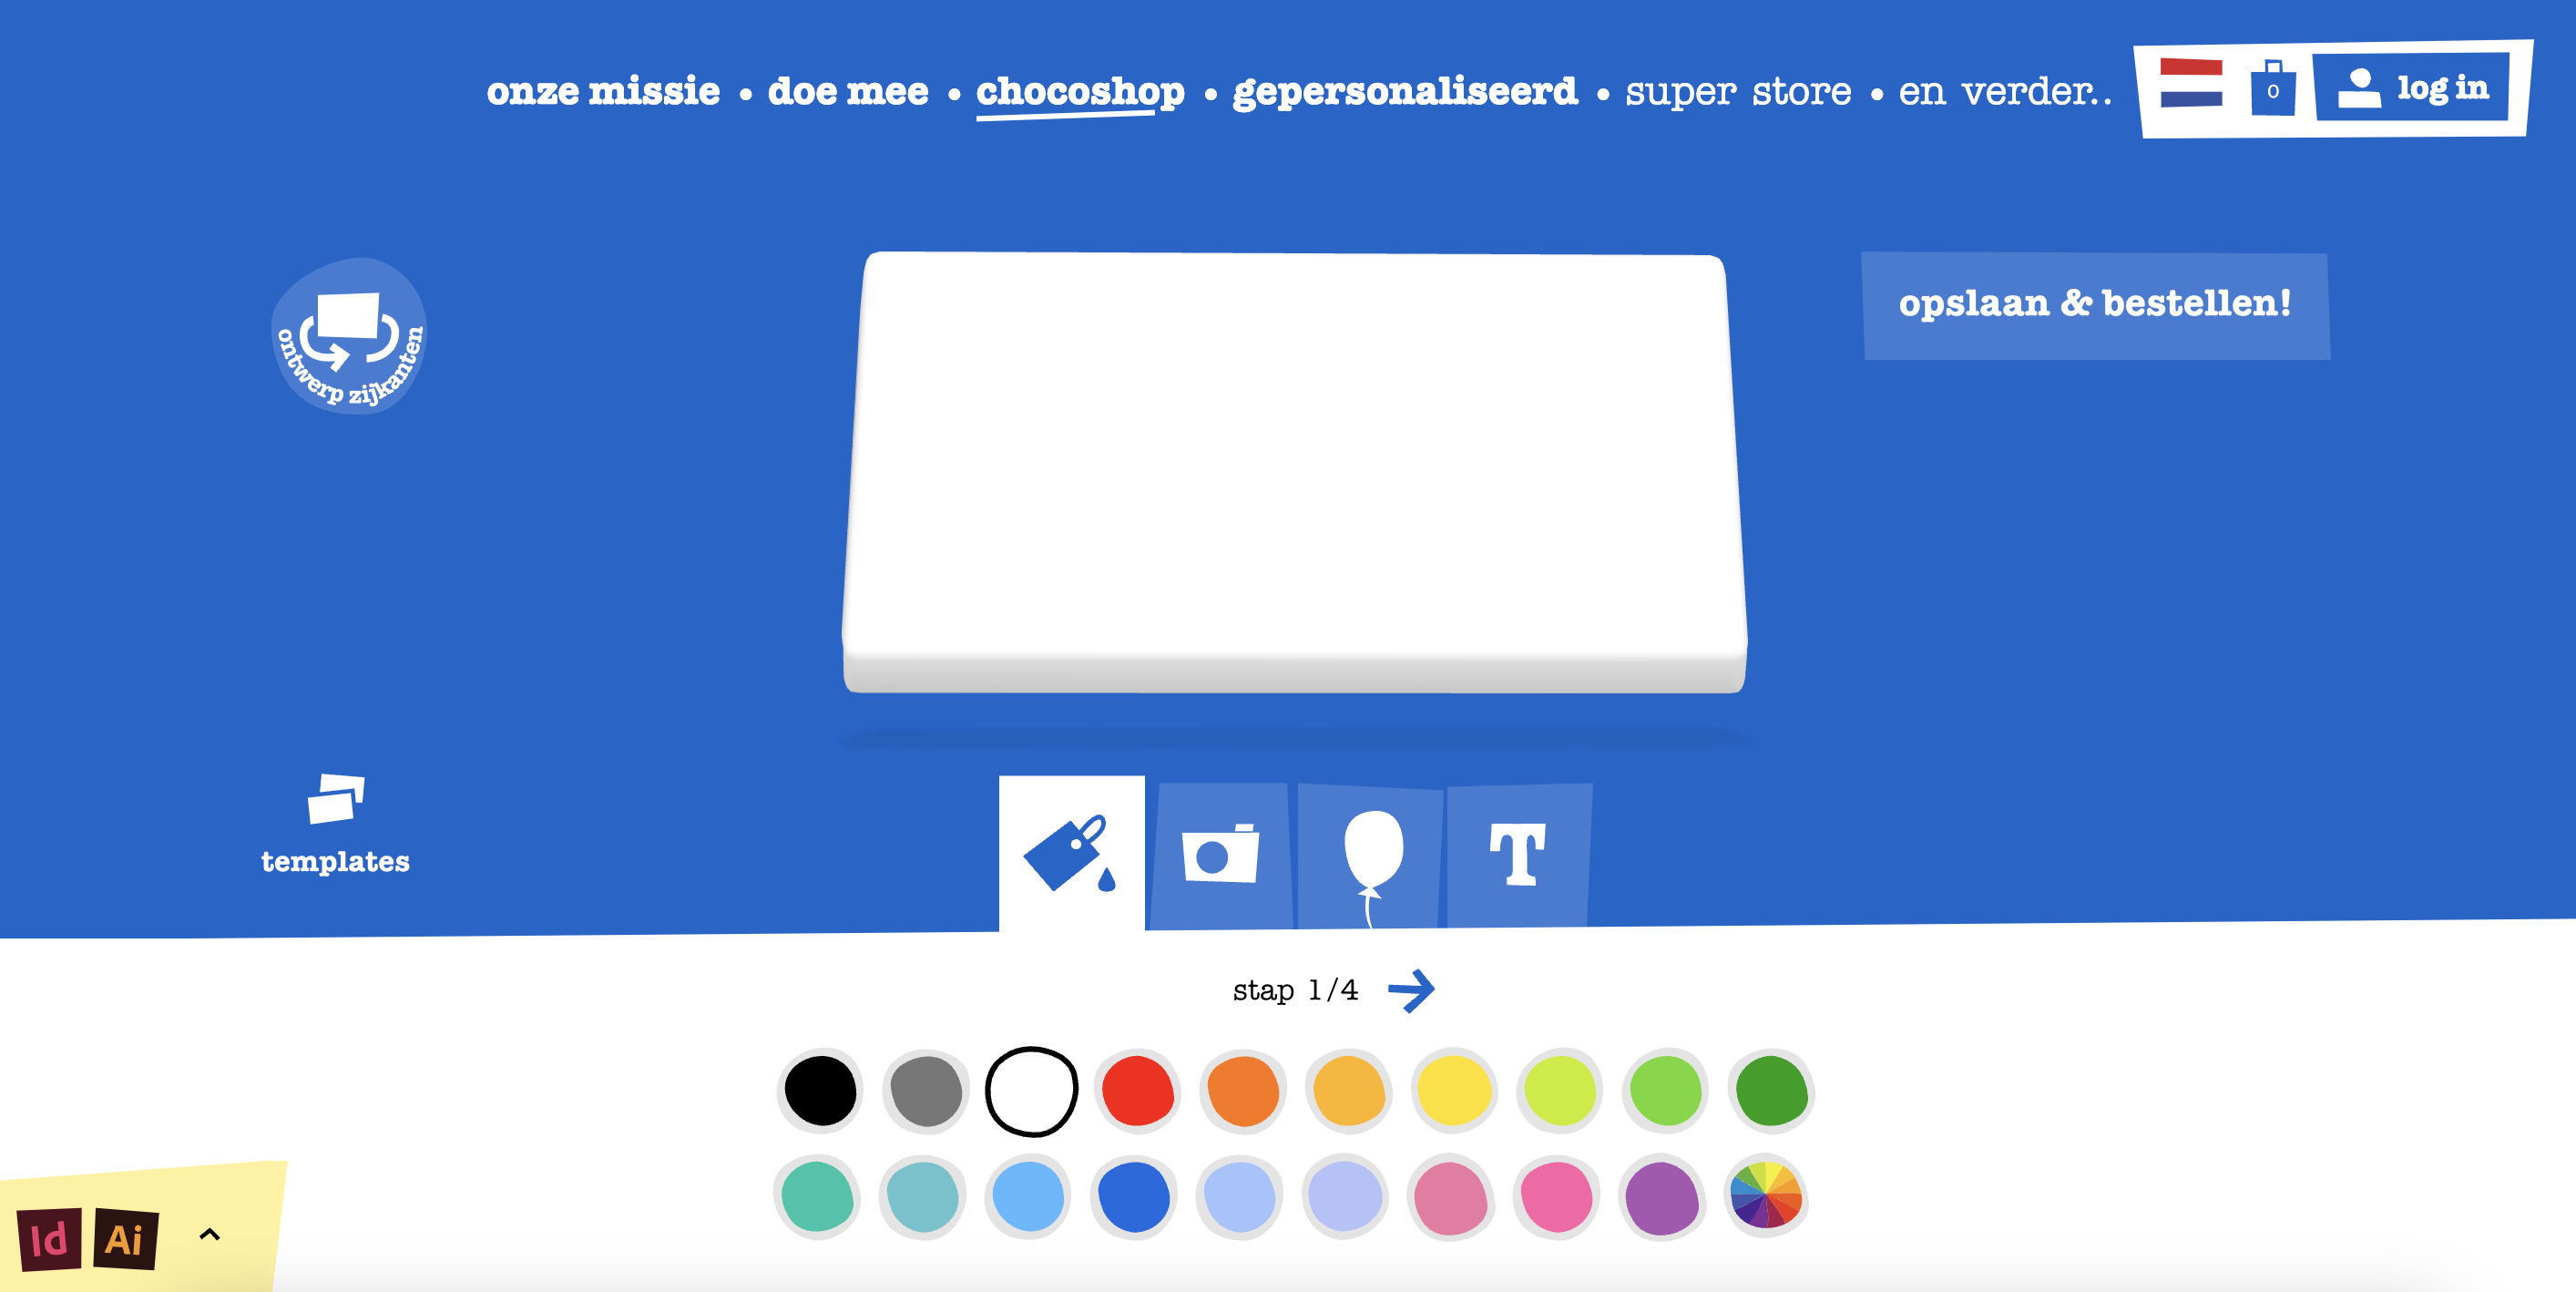 onze missie • doe mee • chocoshop • gepersonaliseerd • super store • en verder..
0
log in
ontwerp zijkanten
opslaan & bestellen!
templates
T
stap 1/4
Id
Ai